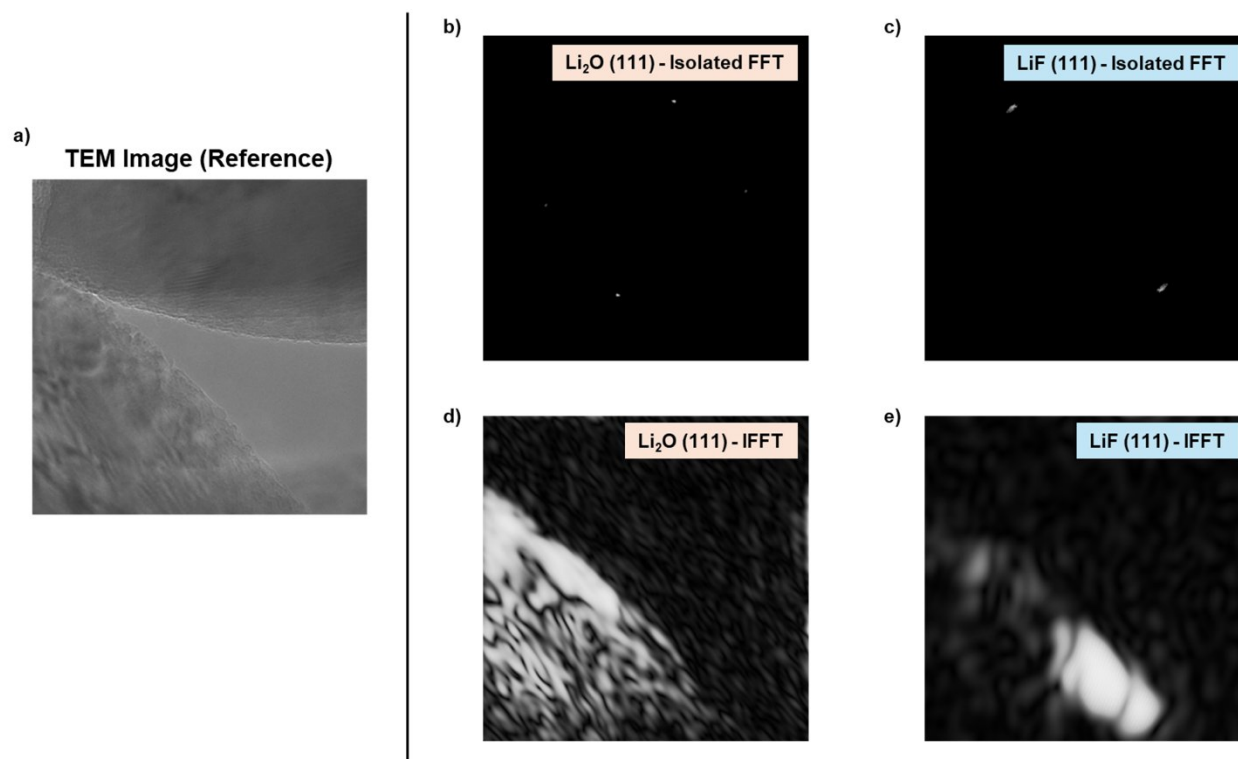 a)
TEM Image (Reference)
b)
Li₂O (111) - Isolated FFT
c)
LiF (111) - Isolated FFT
d)
Li₂O (111) - IFFT
e)
LiF (111) - IFFT